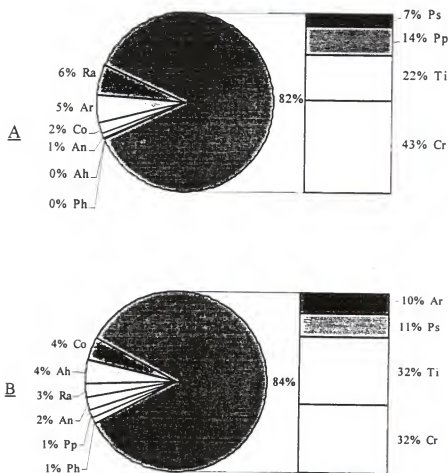 7% Ps
14% Pp
6% Ra
22% Ti
5% Ar
82%
A
2% Co
1% An
43% Cr
0% Ah
0% Ph
10% Ar
11% Ps
4% Co
32% Ti
4% Ah
84%
B
3% Ra
2% An
32% Cr
1% Pp
1% Ph